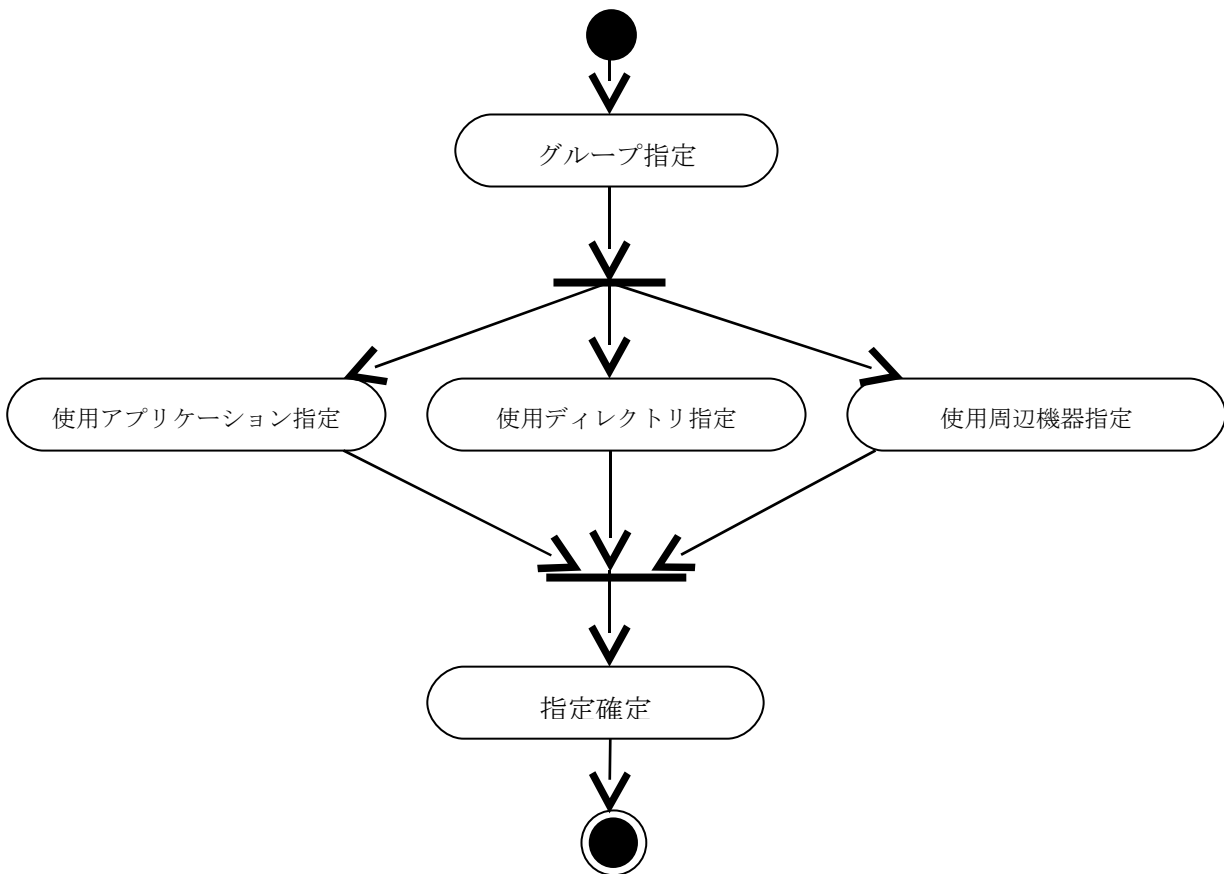 グループ指定
使用アプリケーション指定
使用ディレクトリ指定
使用周辺機器指定
指定確定